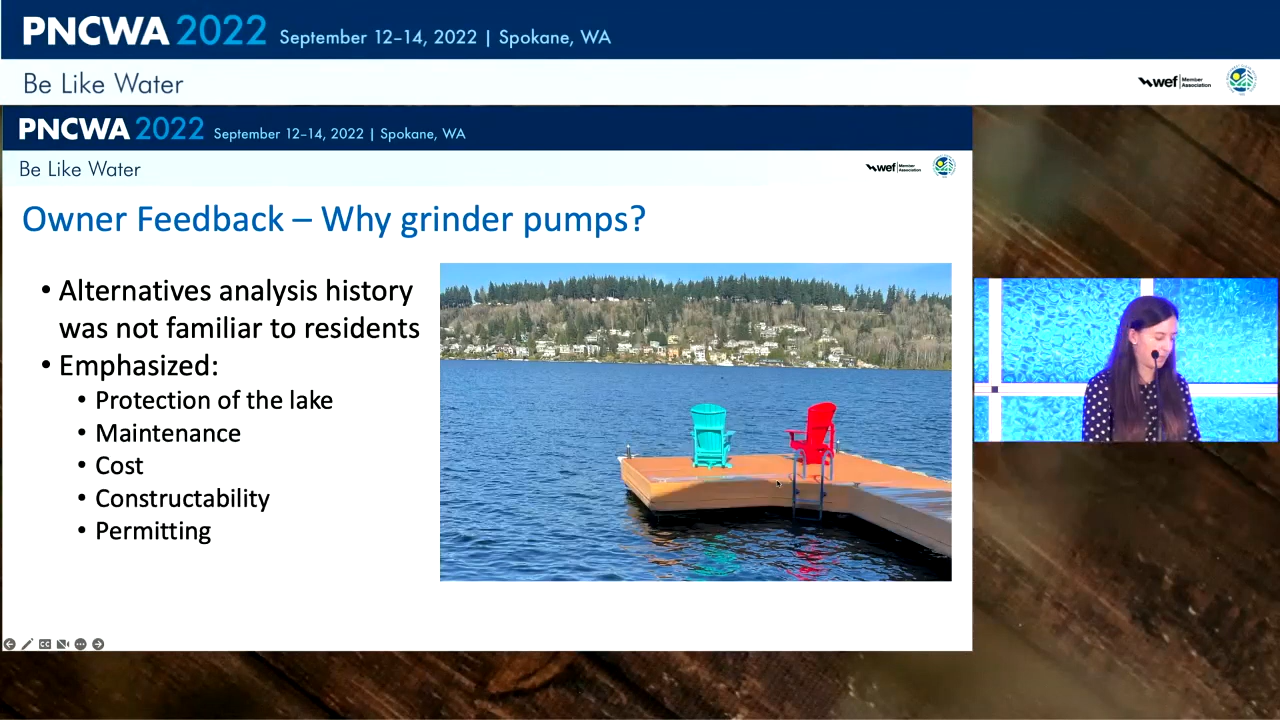 PNCWA 2022 September 12–14, 2022 | Spokane, WA
Be Like Water
wef Member Association
PNCWA 2022 September 12–14, 2022 | Spokane, WA
Be Like Water
wef Member Association
Owner Feedback – Why grinder pumps?
• Alternatives analysis history
was not familiar to residents
• Emphasized:
• Protection of the lake
• Maintenance
• Cost
• Constructability
• Permitting
CC